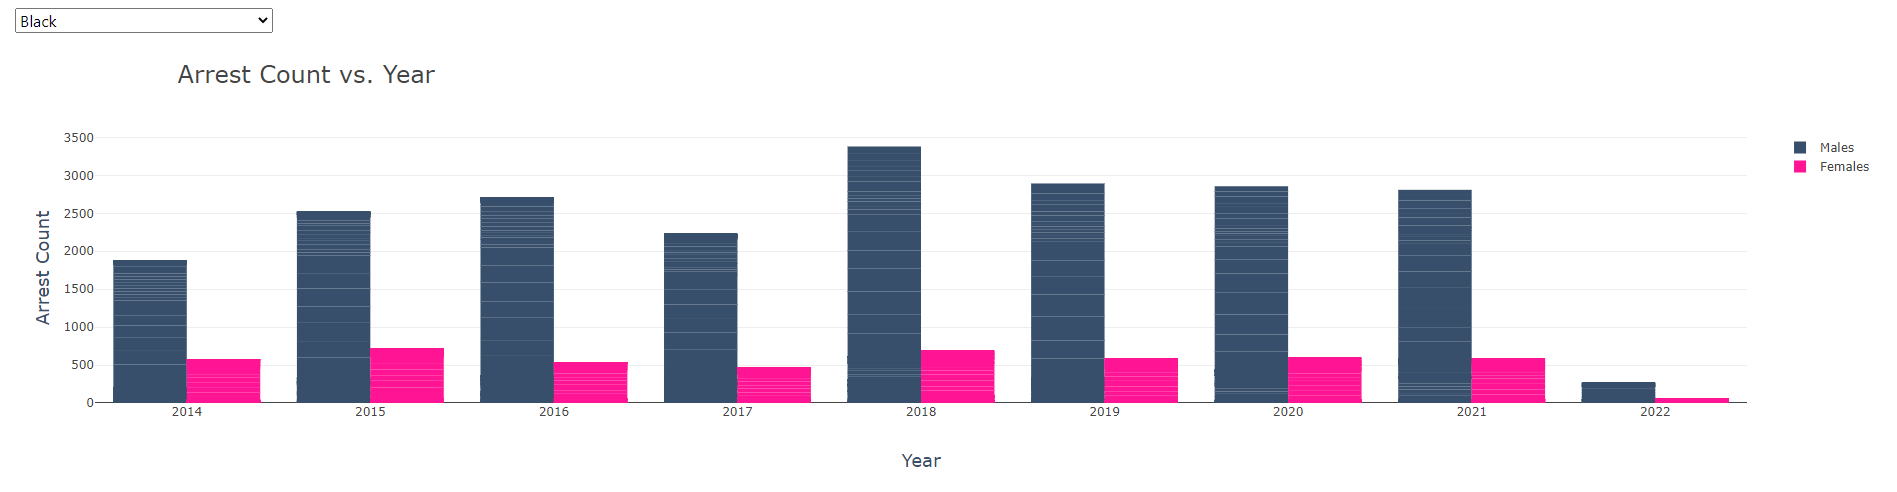 Black
Arrest Count vs. Year
3500
3000
2500
2000
1500
1000
500
0
Arrest Count
2014 2015 2016 2017 2018 2019 2020 2021 2022
Year
Males
Females